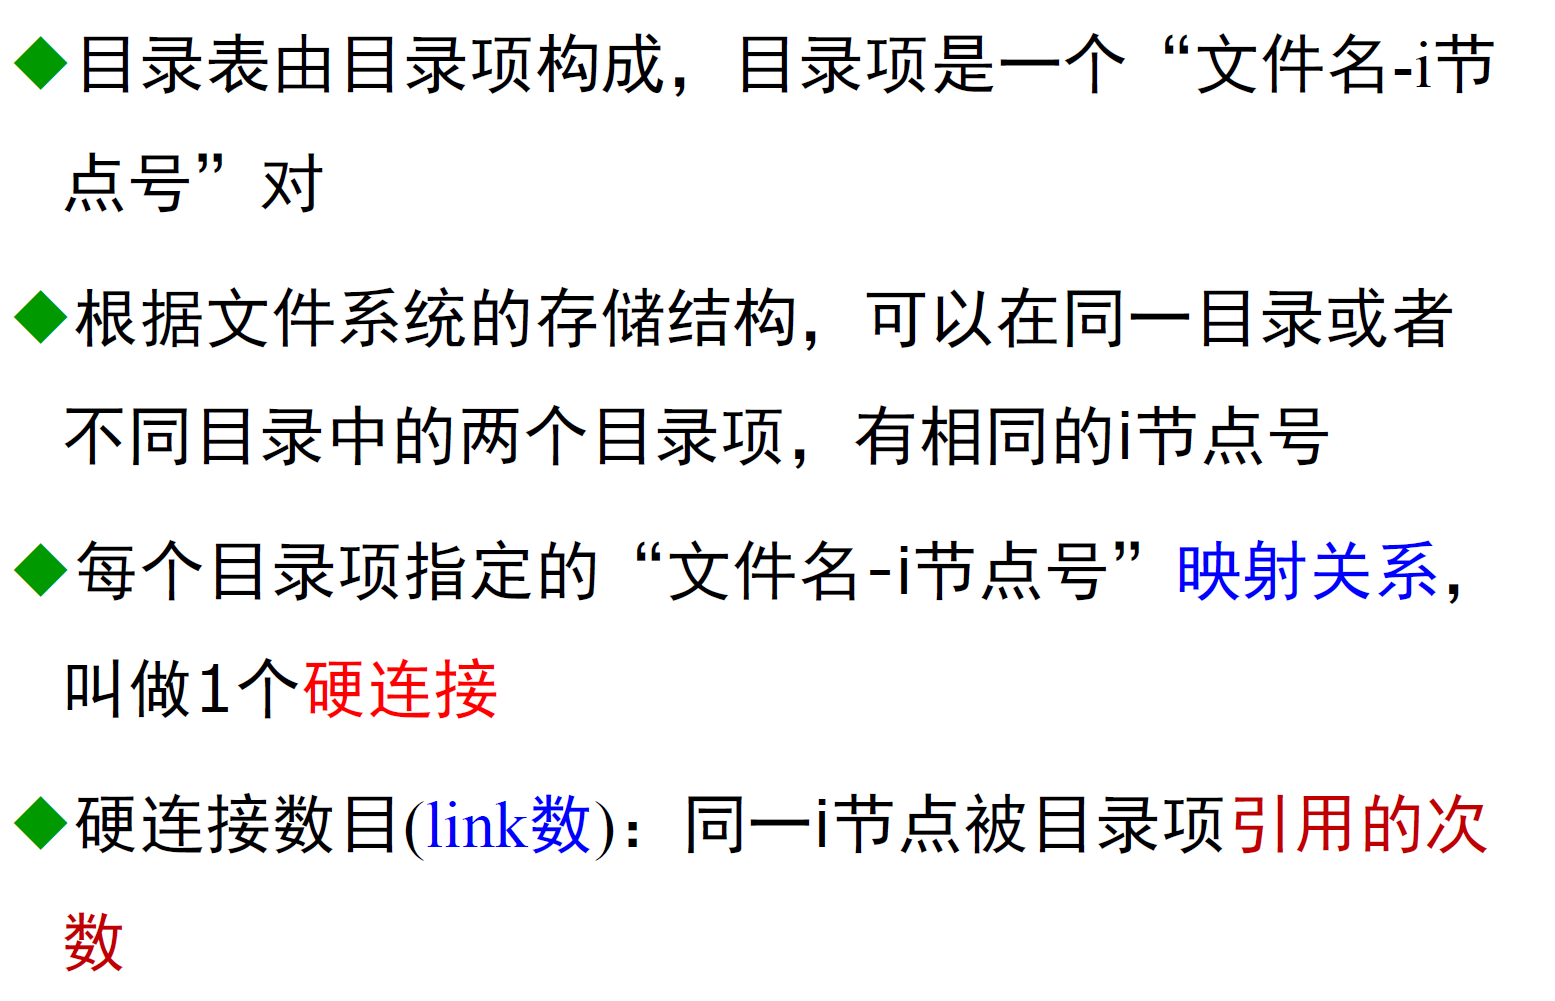 ◆目录表由目录项构成，目录项是一个“文件名-i节
点号”对
◆根据文件系统的存储结构，可以在同一目录或者
不同目录中的两个目录项，有相同的i节点号
◆每个目录项指定的“文件名-i节点号”映射关系，
叫做1个硬连接
◆硬连接数目(link数)：同一i节点被目录项引用的次
数